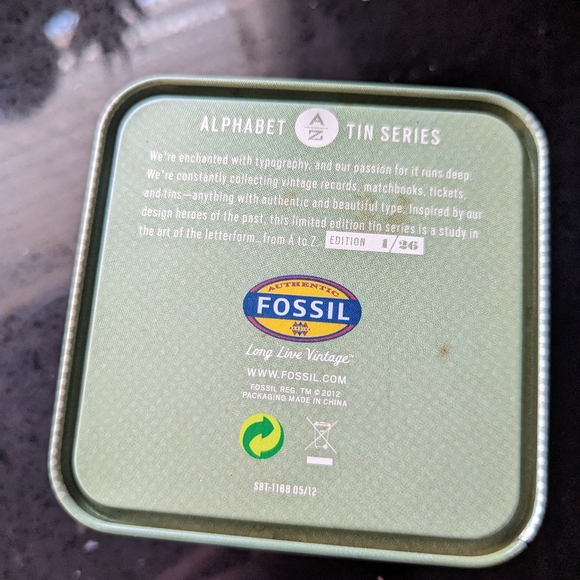 ALPHABET A Z TIN SERIES
We're enchanted with typography, and our passion for it runs deep.
We're constantly collecting vintage records, matchbooks, tickets,
and tins—anything with authentic and beautiful type. Inspired by our
design heroes of the past, this limited edition tin series is a study in
the art of the letterform...from A to Z. EDITION 1/26
AUTHENTIC
FOSSIL
Long Live Vintage™
WWW.FOSSIL.COM
FOSSIL REG. TM © 2012
PACKAGING MADE IN CHINA
SBT-1168 05/12